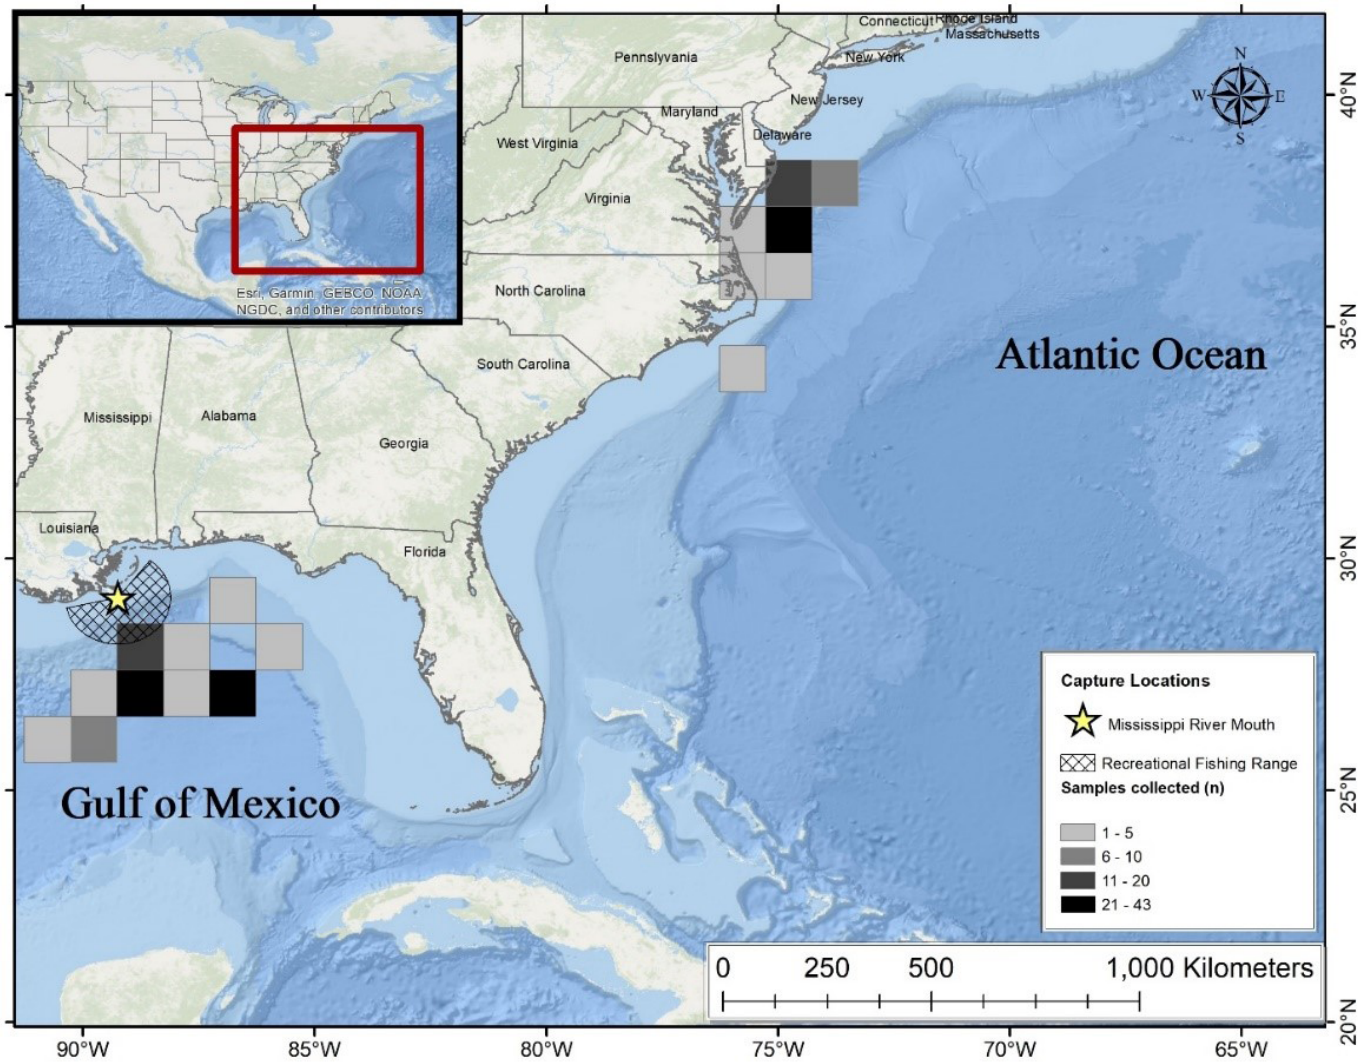 Connecticut
Rhode Island
Massachusetts
Pennslyvania
New York
New Jersey
Maryland
Delaware
West Virginia
Virginia
North Carolina
South Carolina
Mississippi
Alabama
Georgia
Louisiana
Florida
Esri, Garmin, GEBCO, NOAA
NGDC, and other contributors
N
W
E
S
Atlantic Ocean
Gulf of Mexico
Capture Locations
Mississippi River Mouth
Recreational Fishing Range
Samples collected (n)
1 - 5
6 - 10
11 - 20
21 - 43
0 250 500 1,000 Kilometers
40°N
35°N
30°N
25°N
20°N
90°W 85°W 80°W 75°W 70°W 65°W